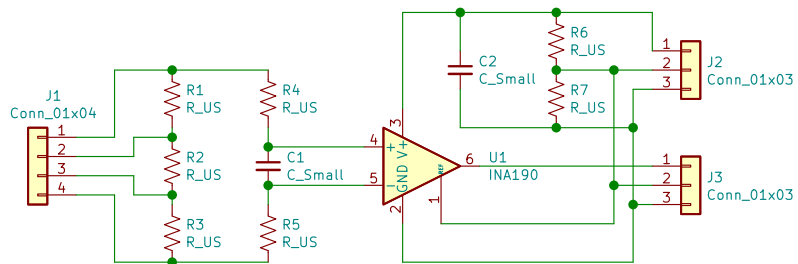 J1
Conn_01x04
1
2
3
4
R1
R_US
R2
R_US
R3
R_US
R4
R_US
C1
C_Small
R5
R_US
4
5
3
2
1
6
+
-
V+
GND
REF
U1
INA190
C2
C_Small
R6
R_US
R7
R_US
1
2
3
J2
Conn_01x03
1
2
3
J3
Conn_01x03